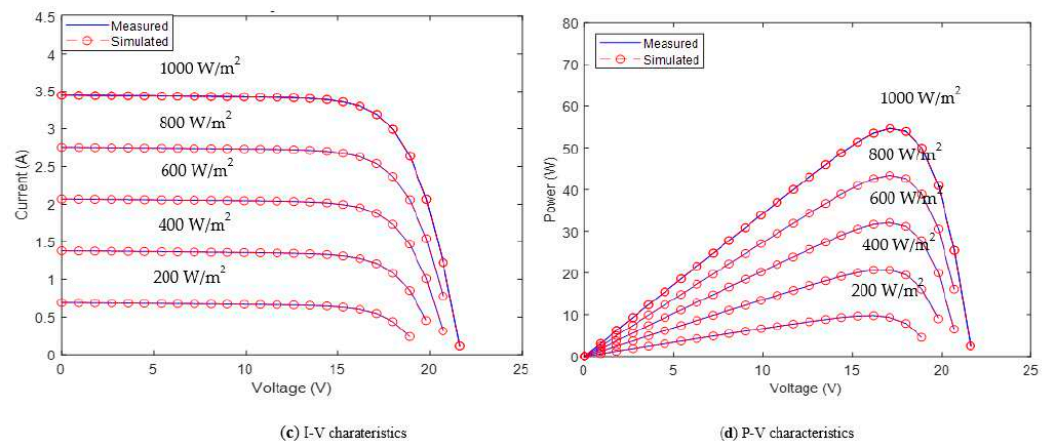 4.5
4
3.5
3
2.5
2
1.5
1
0.5
0
Current (A)
Measured
Simulated
1000 W/m²
800 W/m²
600 W/m²
400 W/m²
200 W/m²
0 5 10 15 20 25
Voltage (V)
(c) I-V charateristics
80
70
60
50
40
30
20
10
0
Power (W)
Measured
Simulated
1000 W/m²
800 W/m²
600 W/m²
400 W/m²
200 W/m²
0 5 10 15 20 25
Voltage (V)
(d) P-V characteristics